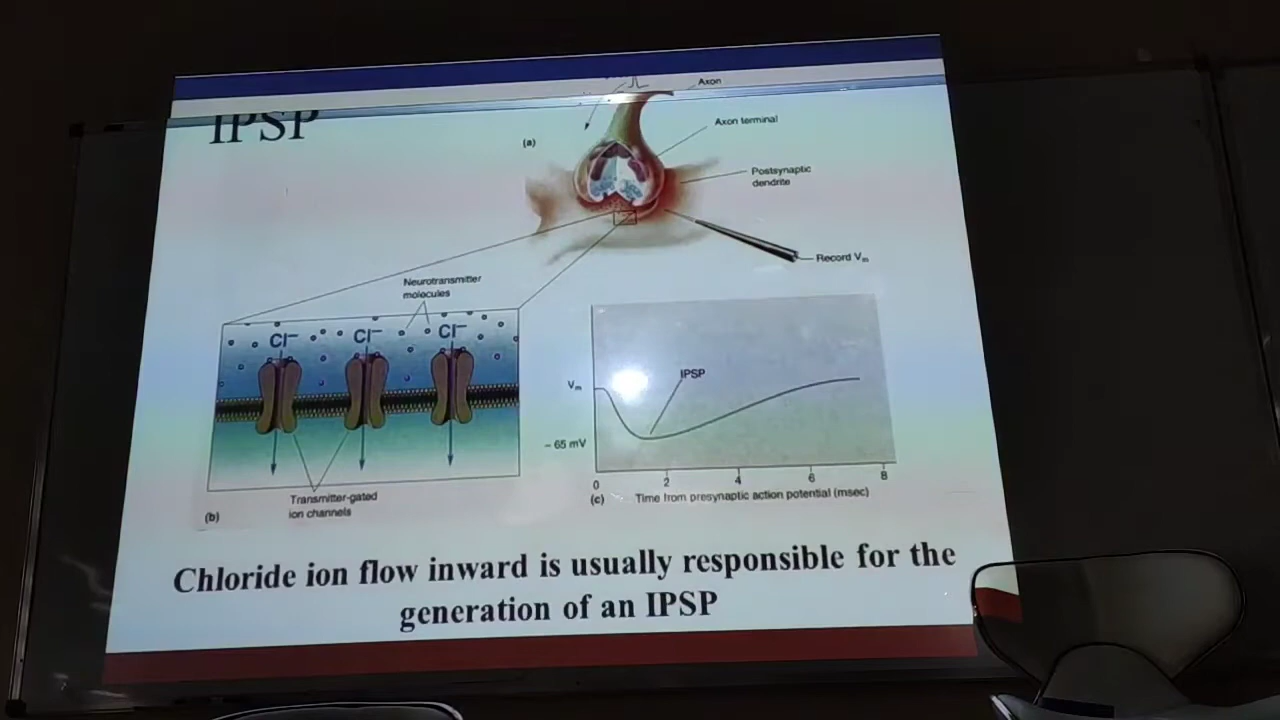 IPSP
Axon
Axon terminal
(a)
Postsynaptic
dendrite
Record Vm
Neurotransmitter
molecules
Cl⁻ Cl⁻ Cl⁻
Transmitter-gated
ion channels
(b)
Vm
IPSP
- 65 mV
0 2 4 6 8
(c) Time from presynaptic action potential (msec)
Chloride ion flow inward is usually responsible for the
generation of an IPSP